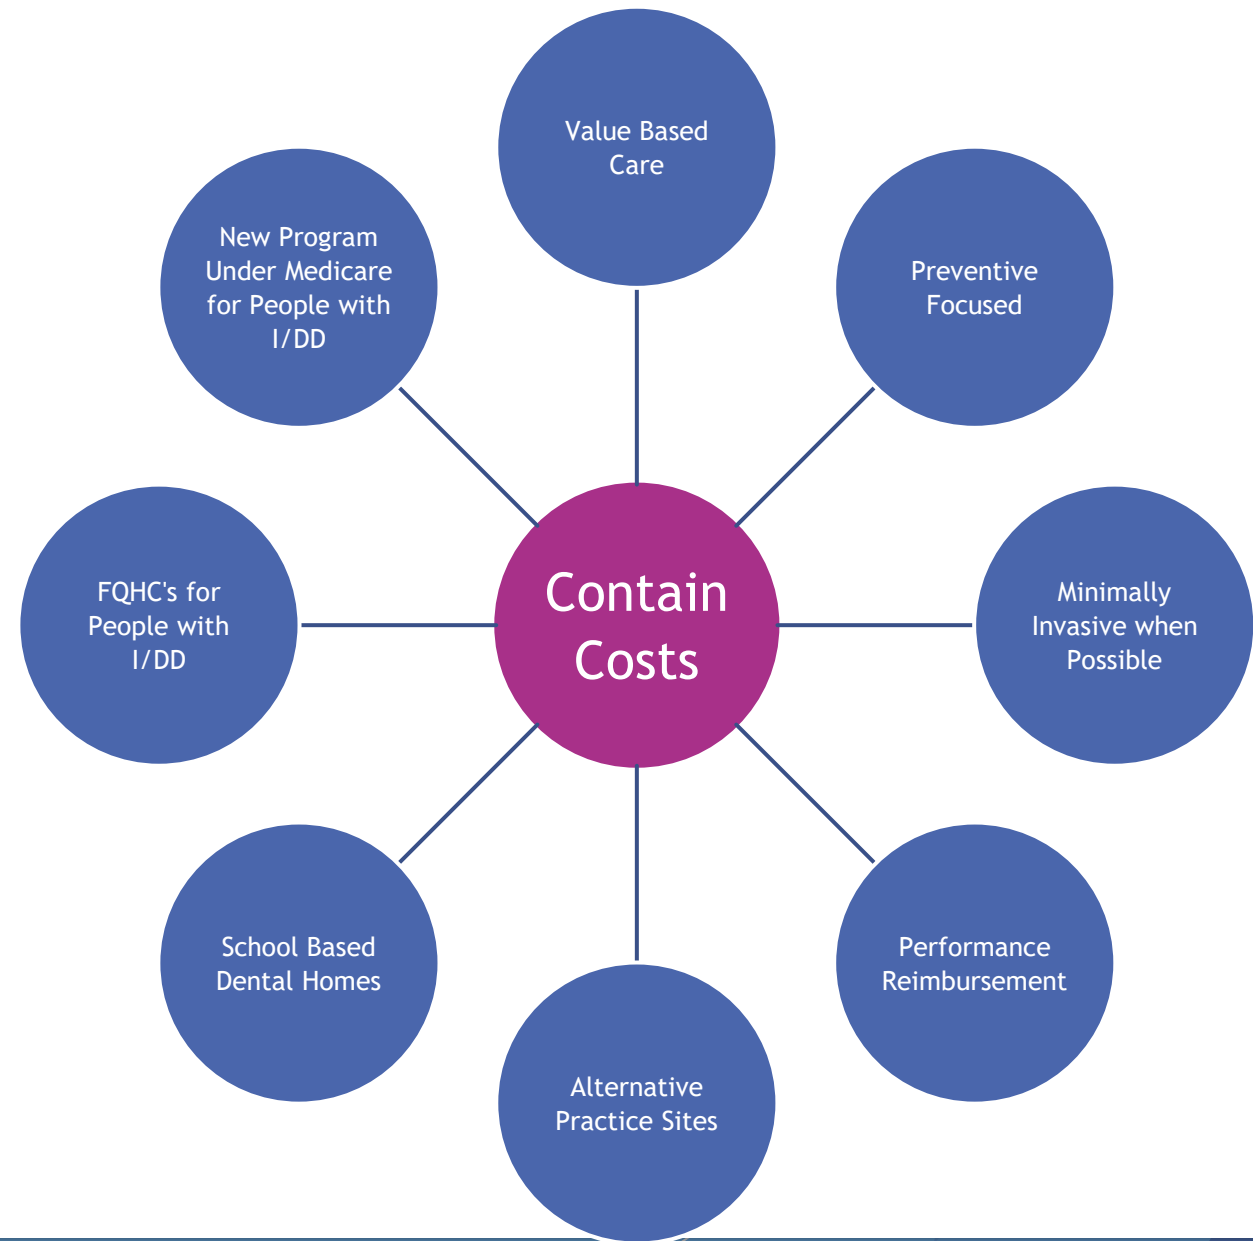 Value Based
Care
Preventive
Focused
Minimally
Invasive when
Possible
Performance
Reimbursement
Alternative
Practice Sites
School Based
Dental Homes
FQHC's for
People with
I/DD
New Program
Under Medicare
for People with
I/DD
Contain
Costs